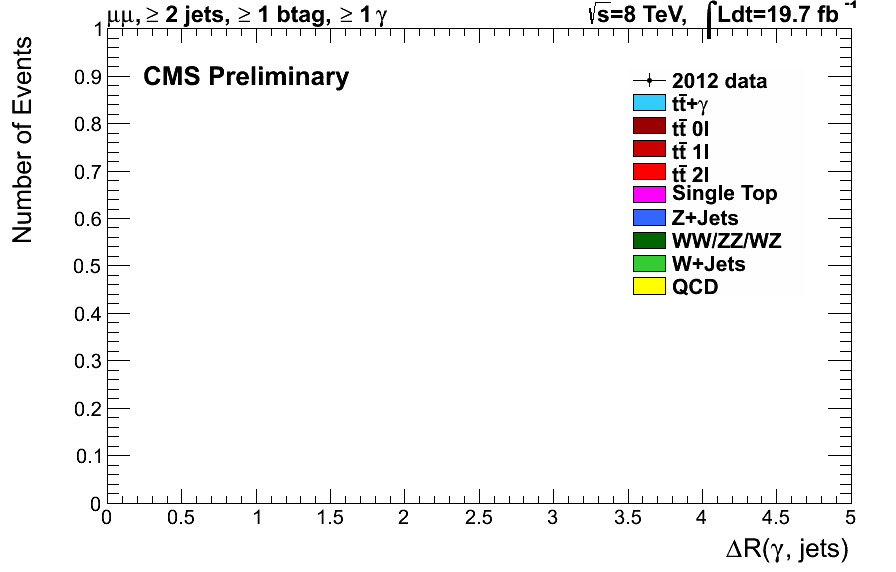 μμ, ≥ 2 jets, ≥ 1 btag, ≥ 1 γ
√s=8 TeV, ∫Ldt=19.7 fb⁻¹
CMS Preliminary
Number of Events
1
0.9
0.8
0.7
0.6
0.5
0.4
0.3
0.2
0.1
0
2012 data
tt̄+γ
tt̄ 0l
tt̄ 1l
tt̄ 2l
Single Top
Z+Jets
WW/ZZ/WZ
W+Jets
QCD
0 0.5 1 1.5 2 2.5 3 3.5 4 4.5 5
ΔR(γ, jets)